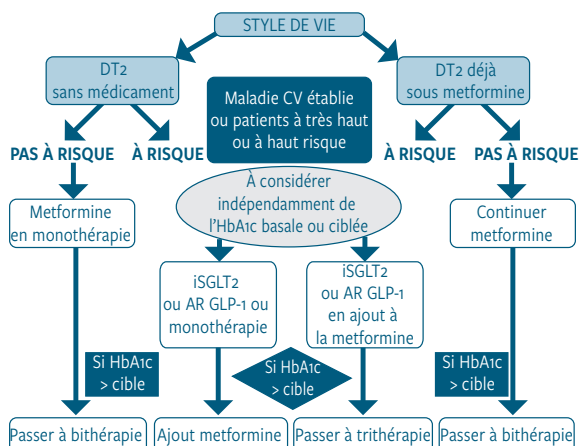 STYLE DE VIE
DT2
sans médicament
Maladie CV établie
ou patients à très haut
ou à haut risque
DT2 déjà
sous metformine
PAS À RISQUE
À RISQUE
À RISQUE
PAS À RISQUE
À considérer
indépendamment de
l'HbA1c basale ou ciblée
Metformine
en monothérapie
Continuer
metformine
iSGLT2
ou AR GLP-1 ou
monothérapie
iSGLT2
ou AR GLP-1
en ajout à
la metformine
Si HbA1c
> cible
Si HbA1c
> cible
Si HbA1c
> cible
Passer à bithérapie
Ajout metformine
Passer à trithérapie
Passer à bithérapie